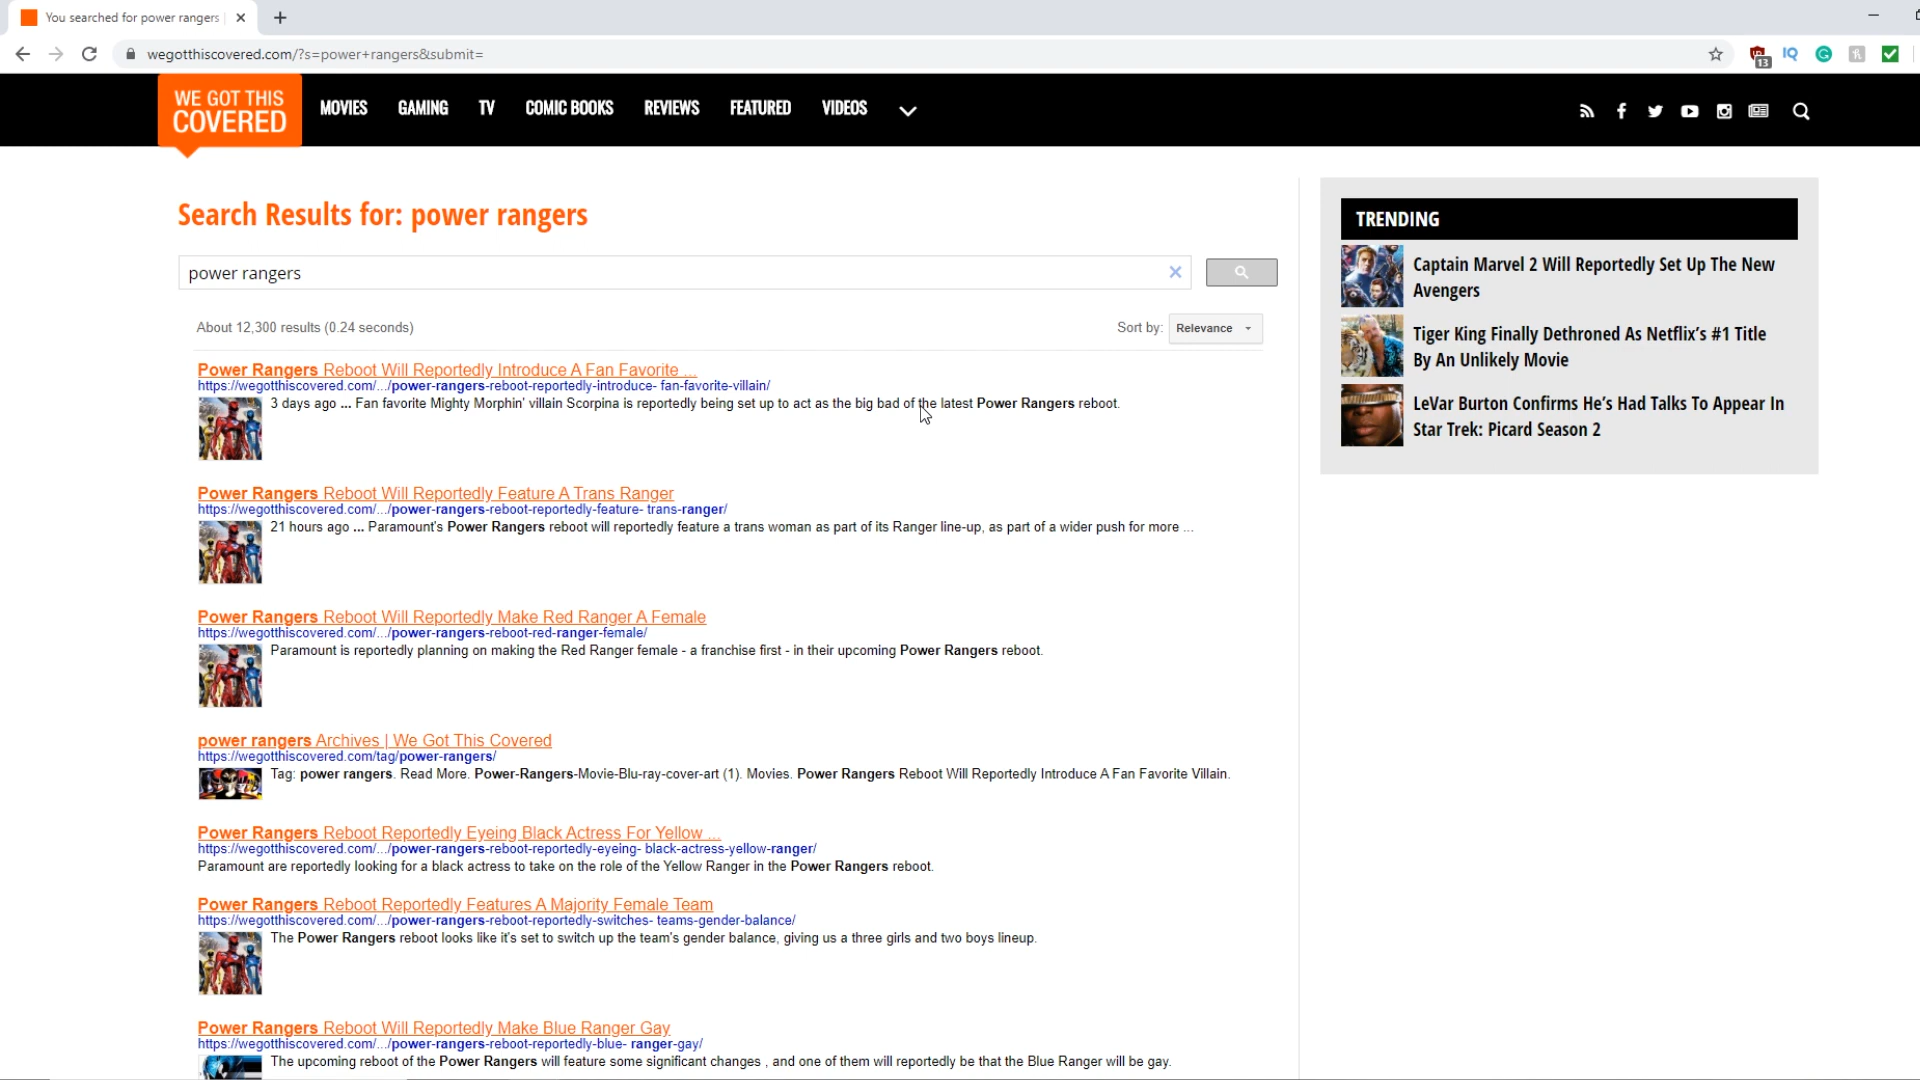 You searched for power rangers
wegotthiscovered.com/?s=power+rangers&submit=
13
IQ
WE GOT THIS
COVERED
MOVIES
GAMING
TV
COMIC BOOKS
REVIEWS
FEATURED
VIDEOS
Search Results for: power rangers
power rangers
About 12,300 results (0.24 seconds)
Sort by:
Relevance
Power Rangers Reboot Will Reportedly Introduce A Fan Favorite ...
https://wegotthiscovered.com/.../power-rangers-reboot-reportedly-introduce- fan-favorite-villain/
3 days ago ... Fan favorite Mighty Morphin' villain Scorpina is reportedly being set up to act as the big bad of the latest Power Rangers reboot.
Power Rangers Reboot Will Reportedly Feature A Trans Ranger
https://wegotthiscovered.com/.../power-rangers-reboot-reportedly-feature- trans-ranger/
21 hours ago ... Paramount's Power Rangers reboot will reportedly feature a trans woman as part of its Ranger line-up, as part of a wider push for more ...
Power Rangers Reboot Will Reportedly Make Red Ranger A Female
https://wegotthiscovered.com/.../power-rangers-reboot-red-ranger-female/
Paramount is reportedly planning on making the Red Ranger female - a franchise first - in their upcoming Power Rangers reboot.
power rangers Archives | We Got This Covered
https://wegotthiscovered.com/tag/power-rangers/
Tag: power rangers. Read More. Power-Rangers-Movie-Blu-ray-cover-art (1). Movies. Power Rangers Reboot Will Reportedly Introduce A Fan Favorite Villain.
Power Rangers Reboot Reportedly Eyeing Black Actress For Yellow ...
https://wegotthiscovered.com/.../power-rangers-reboot-reportedly-eyeing- black-actress-yellow-ranger/
Paramount are reportedly looking for a black actress to take on the role of the Yellow Ranger in the Power Rangers reboot.
Power Rangers Reboot Reportedly Features A Majority Female Team
https://wegotthiscovered.com/.../power-rangers-reboot-reportedly-switches- teams-gender-balance/
The Power Rangers reboot looks like it's set to switch up the team's gender balance, giving us a three girls and two boys lineup.
Power Rangers Reboot Will Reportedly Make Blue Ranger Gay
https://wegotthiscovered.com/.../power-rangers-reboot-reportedly-blue- ranger-gay/
The upcoming reboot of the Power Rangers will feature some significant changes , and one of them will reportedly be that the Blue Ranger will be gay.
TRENDING
Captain Marvel 2 Will Reportedly Set Up The New
Avengers
Tiger King Finally Dethroned As Netflix's #1 Title
By An Unlikely Movie
LeVar Burton Confirms He's Had Talks To Appear In
Star Trek: Picard Season 2